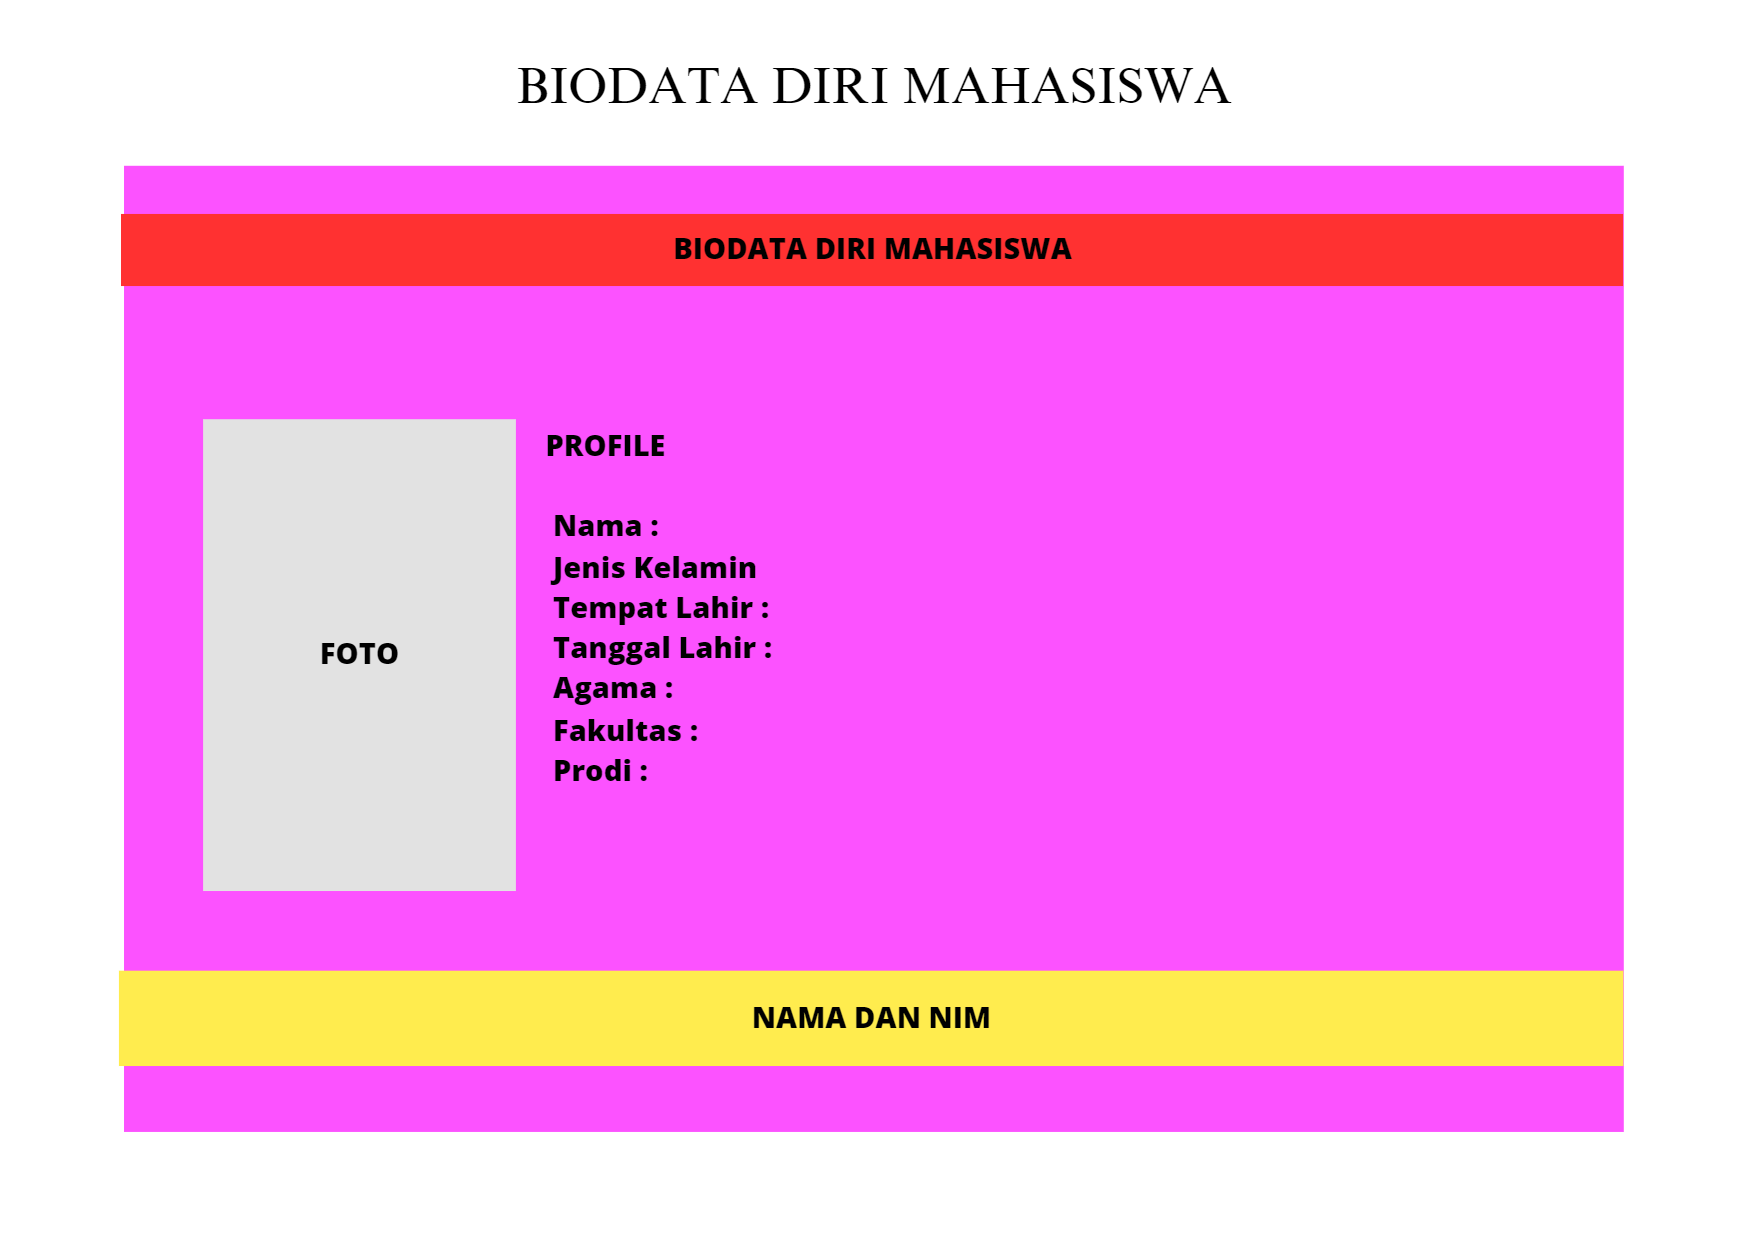 BIODATA DIRI MAHASISWA
BIODATA DIRI MAHASISWA
FOTO
PROFILE
Nama :
Jenis Kelamin
Tempat Lahir :
Tanggal Lahir :
Agama :
Fakultas :
Prodi :
NAMA DAN NIM